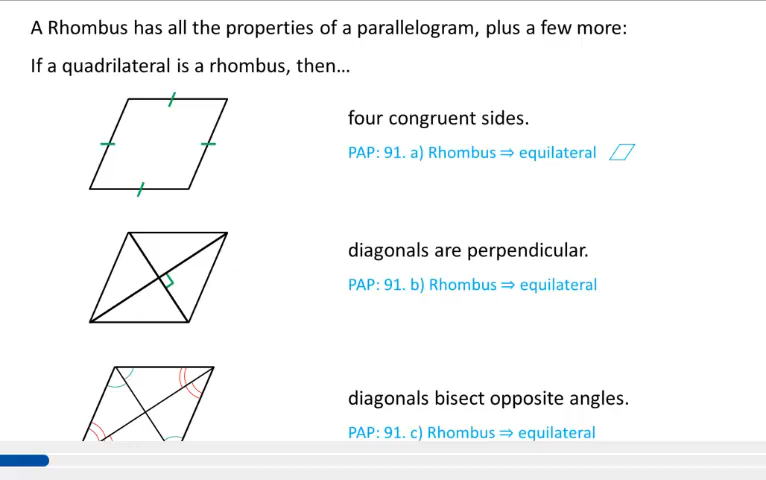 A Rhombus has all the properties of a parallelogram, plus a few more:
If a quadrilateral is a rhombus, then...
four congruent sides.
PAP: 91. a) Rhombus ⇒ equilateral
diagonals are perpendicular.
PAP: 91. b) Rhombus ⇒ equilateral
diagonals bisect opposite angles.
PAP: 91. c) Rhombus ⇒ equilateral